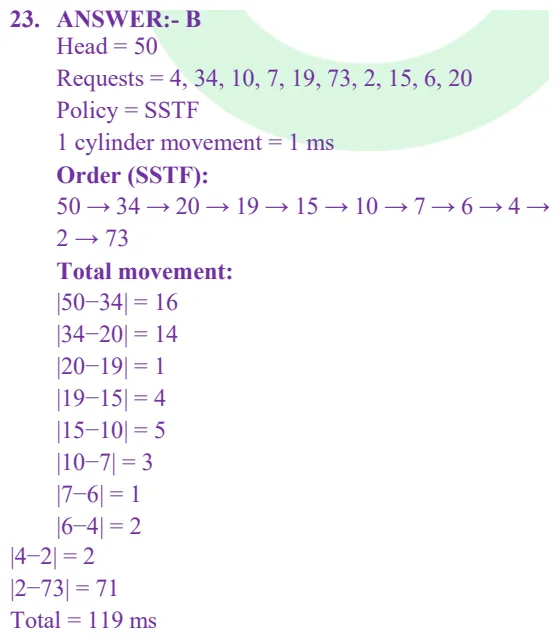 23. ANSWER:- B
Head = 50
Requests = 4, 34, 10, 7, 19, 73, 2, 15, 6, 20
Policy = SSTF
1 cylinder movement = 1 ms
Order (SSTF):
50 → 34 → 20 → 19 → 15 → 10 → 7 → 6 → 4 →
2 → 73
Total movement:
|50−34| = 16
|34−20| = 14
|20−19| = 1
|19−15| = 4
|15−10| = 5
|10−7| = 3
|7−6| = 1
|6−4| = 2
|4−2| = 2
|2−73| = 71
Total = 119 ms